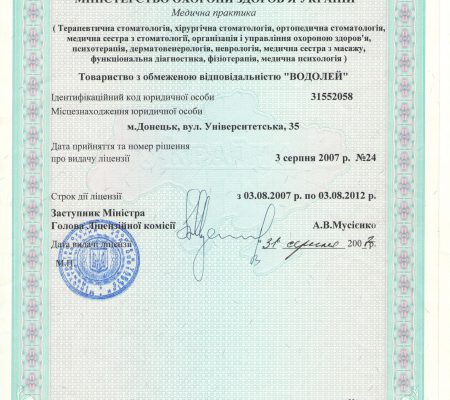 МІНІСТЕРСТВО ОХОРОНИ ЗДОРОВ'Я УКРАЇНИ
Медична практика
( Терапевтична стоматологія, хірургічна стоматологія, ортопедична стоматологія,
медична сестра з стоматології, організація і управління охороною здоров'я,
психотерапія, дерматовенерологія, неврологія, медична сестра з масажу,
функціональна діагностика, фізіотерапія, медична психологія )
Товариство з обмеженою відповідальністю "ВОДОЛЕЙ"
Ідентифікаційний код юридичної особи 31552058
Місцезнаходження юридичної особи
м.Донецьк, вул. Університетська, 35
Дата прийняття та номер рішення
про видачу ліцензії 3 серпня 2007 р. №24
Строк дії ліцензії з 03.08.2007 р. по 03.08.2012 р.
Заступник Міністра
Голова Ліцензійної комісії А.В.Мусієнко
Дата видачі ліцензії 31 серпня 2007р.
М.П.